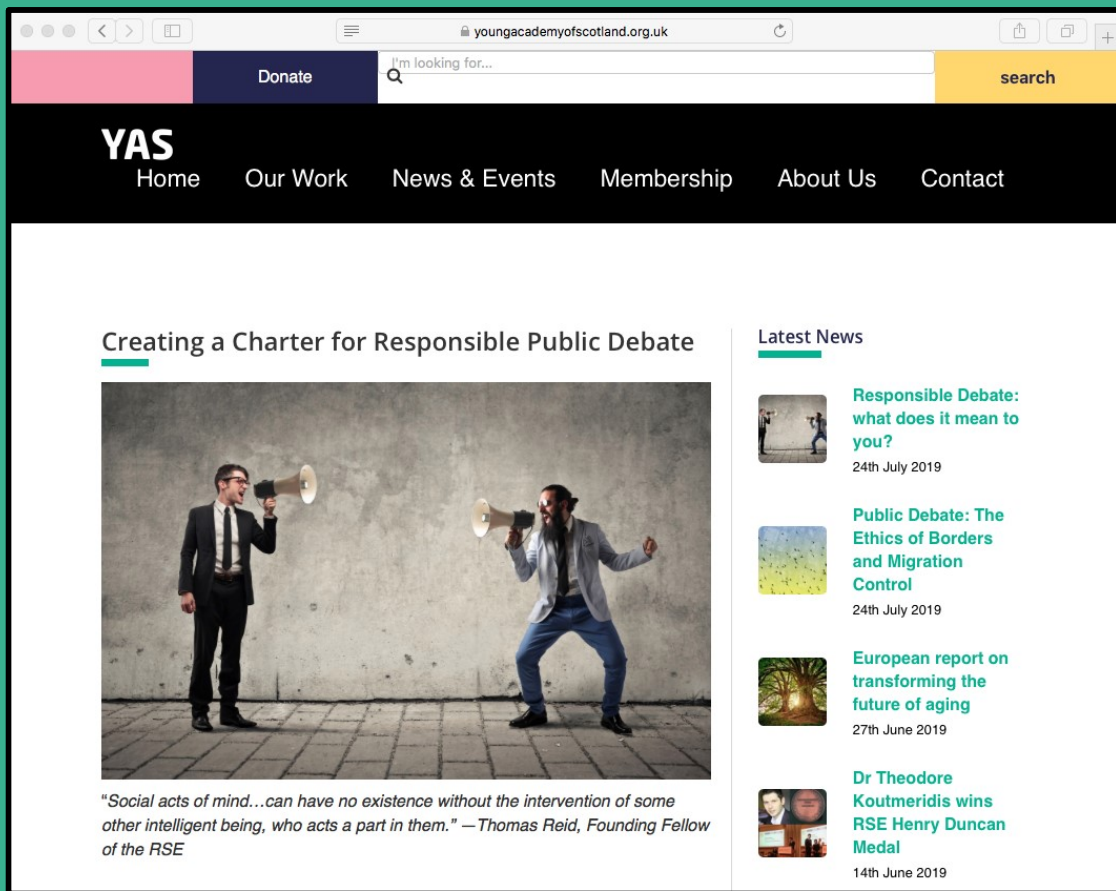 youngacademyofscotland.org.uk
Donate
I'm looking for...
search
YAS
Home Our Work News & Events Membership About Us Contact
Creating a Charter for Responsible Public Debate
“Social acts of mind…can have no existence without the intervention of some
other intelligent being, who acts a part in them.” —Thomas Reid, Founding Fellow
of the RSE
Latest News
Responsible Debate:
what does it mean to
you?
24th July 2019
Public Debate: The
Ethics of Borders
and Migration
Control
24th July 2019
European report on
transforming the
future of aging
27th June 2019
Dr Theodore
Koutmeridis wins
RSE Henry Duncan
Medal
14th June 2019